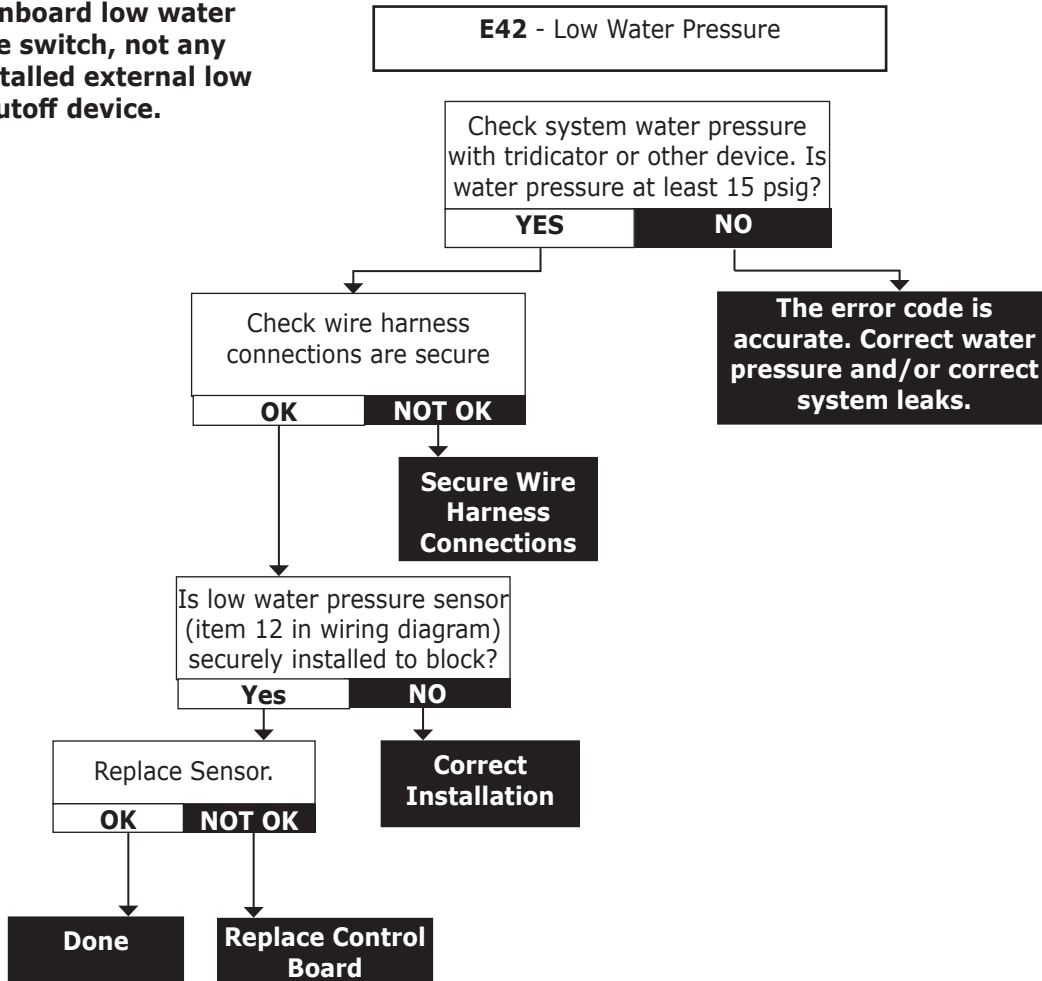 nboard low water
e switch, not any
talled external low
utoff device.
E42 - Low Water Pressure
Check system water pressure
with tridicator or other device. Is
water pressure at least 15 psig?
YES NO
Check wire harness
connections are secure
The error code is
accurate. Correct water
pressure and/or correct
system leaks.
OK NOT OK
Secure Wire
Harness
Connections
Is low water pressure sensor
(item 12 in wiring diagram)
securely installed to block?
Yes NO
Replace Sensor.
Correct
Installation
OK NOT OK
Done
Replace Control
Board